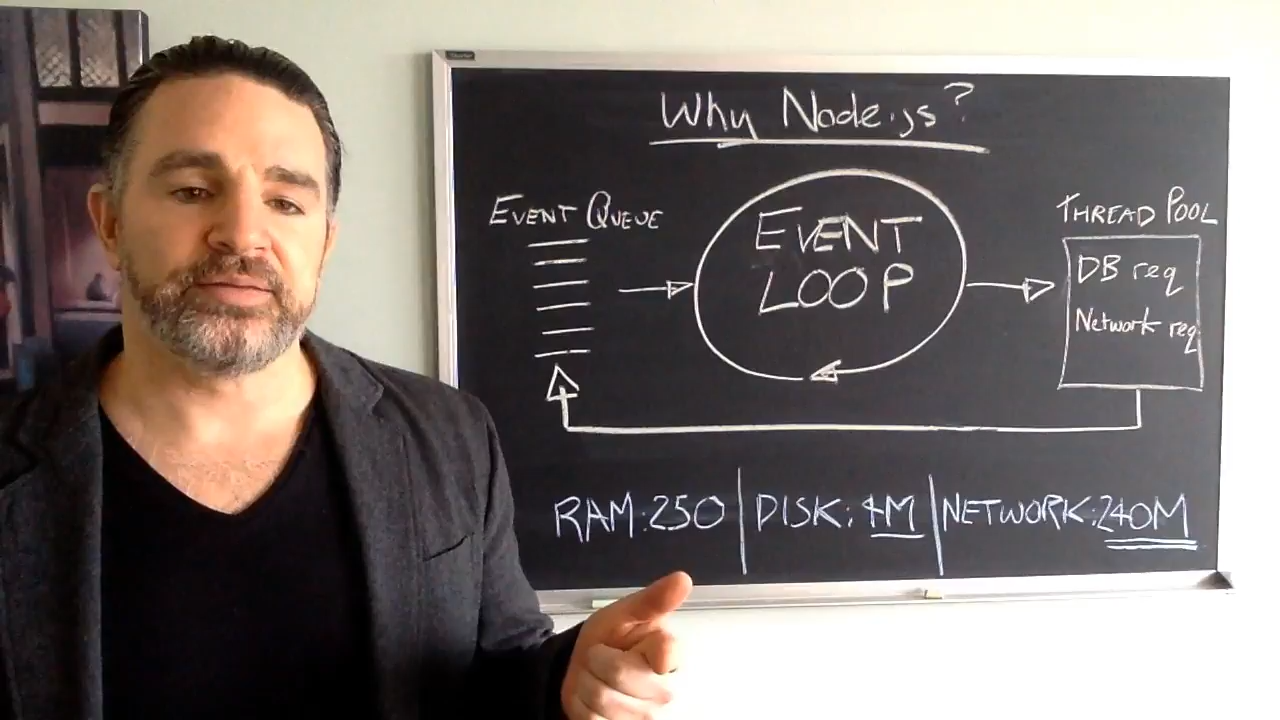 Why Node.js?
EVENT QUEUE
EVENT
LOOP
THREAD POOL
DB req
Network req
RAM: 250 | DISK: 4M | NETWORK: 240M